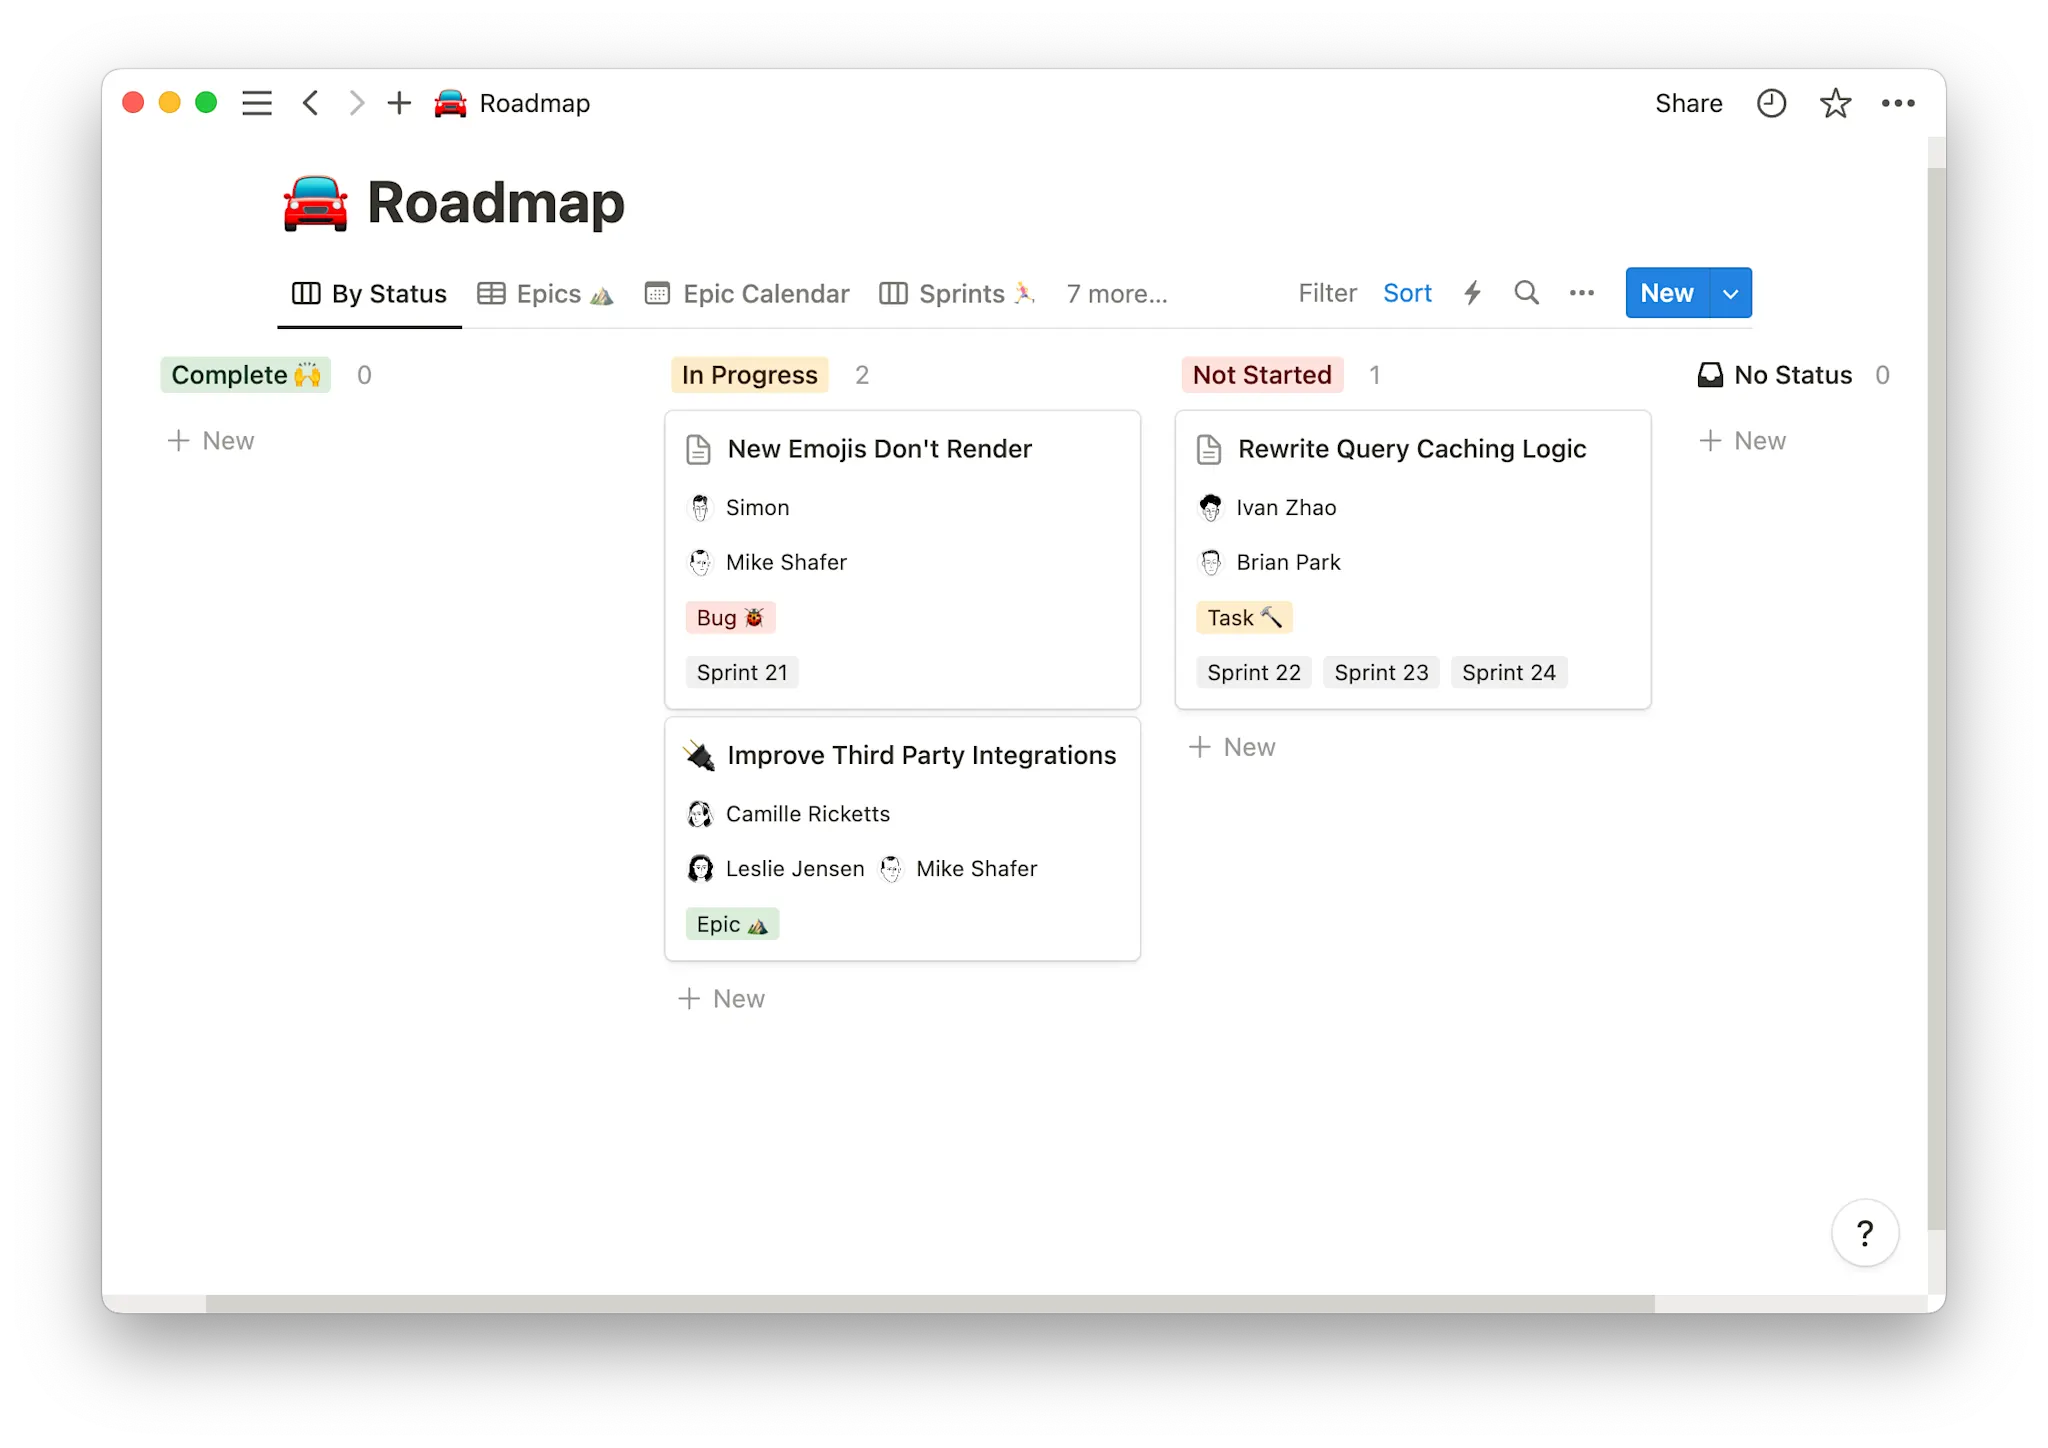 Roadmap
Share
Roadmap
By Status
Epics
Epic Calendar
Sprints
7 more...
Filter
Sort
New
Complete 0
New
In Progress 2
New Emojis Don't Render
Simon
Mike Shafer
Bug
Sprint 21
Improve Third Party Integrations
Camille Ricketts
Leslie Jensen Mike Shafer
Epic
New
Not Started 1
Rewrite Query Caching Logic
Ivan Zhao
Brian Park
Task
Sprint 22 Sprint 23 Sprint 24
New
No Status 0
New
?